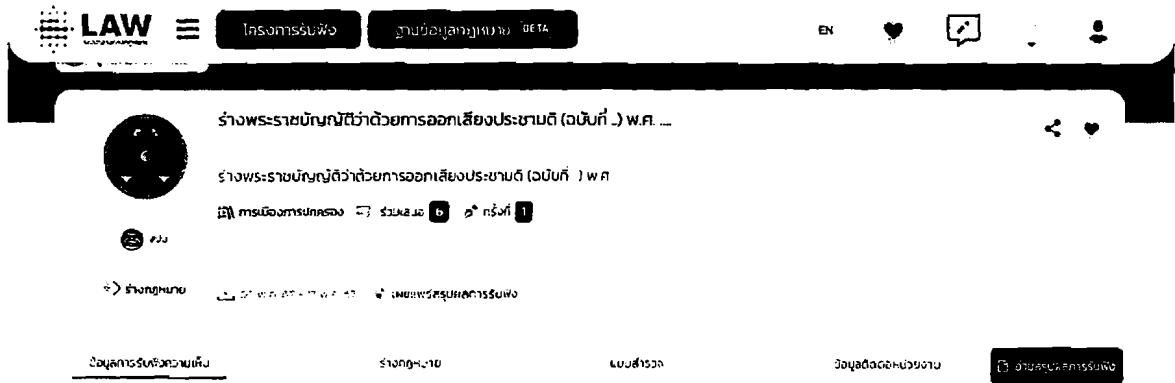 LAW
โครงการรับฟัง
ฐานข้อมูลกฎหมาย BETA
EN
ร่างพระราชบัญญัติว่าด้วยการออกเสียงประชามติ (ฉบับที่ ..) พ.ศ. ....
ร่างพระราชบัญญัติว่าด้วยการออกเสียงประชามติ (ฉบับที่ ) พ ศ
การเมืองการปกครอง ร่วมเสนอ 6 ครั้งที่ 1
ร่างกฎหมาย
เผยแพร่สรุปผลการรับฟัง
ข้อมูลการรับฟังความเห็น
ร่างกฎหมาย
แบบสำรวจ
ข้อมูลติดต่อหน่วยงาน
อ่านสรุปผลการรับฟัง